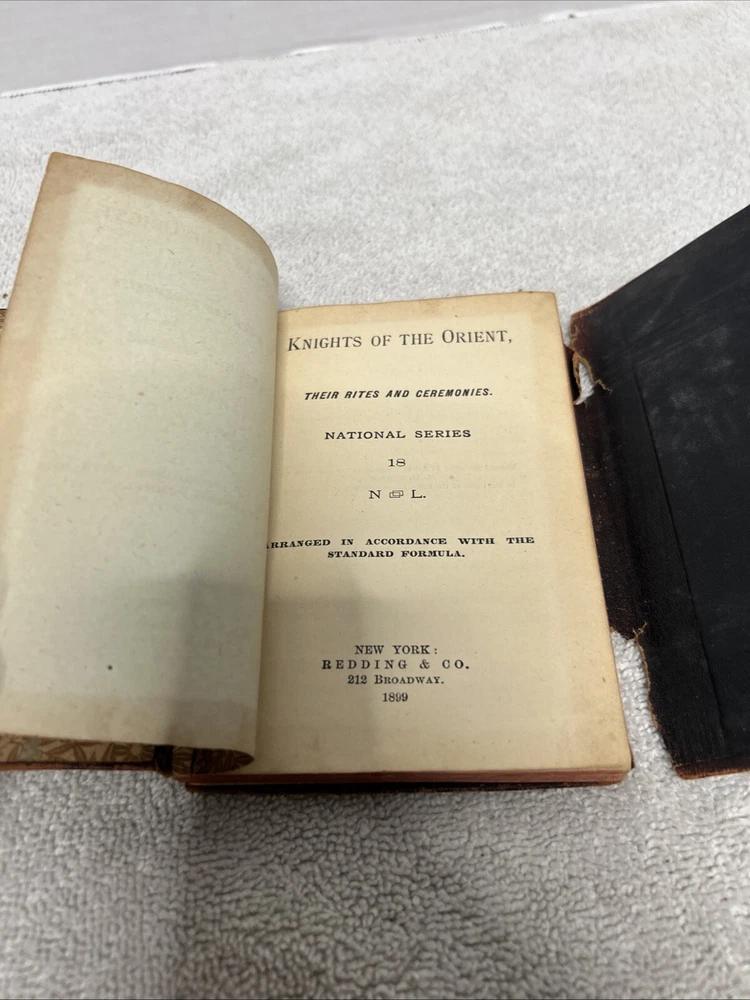 KNIGHTS OF THE ORIENT,
THEIR RITES AND CEREMONIES.
NATIONAL SERIES
18
N L.
ARRANGED IN ACCORDANCE WITH THE
STANDARD FORMULA.
NEW YORK:
REDDING & CO.
212 BROADWAY.
1899